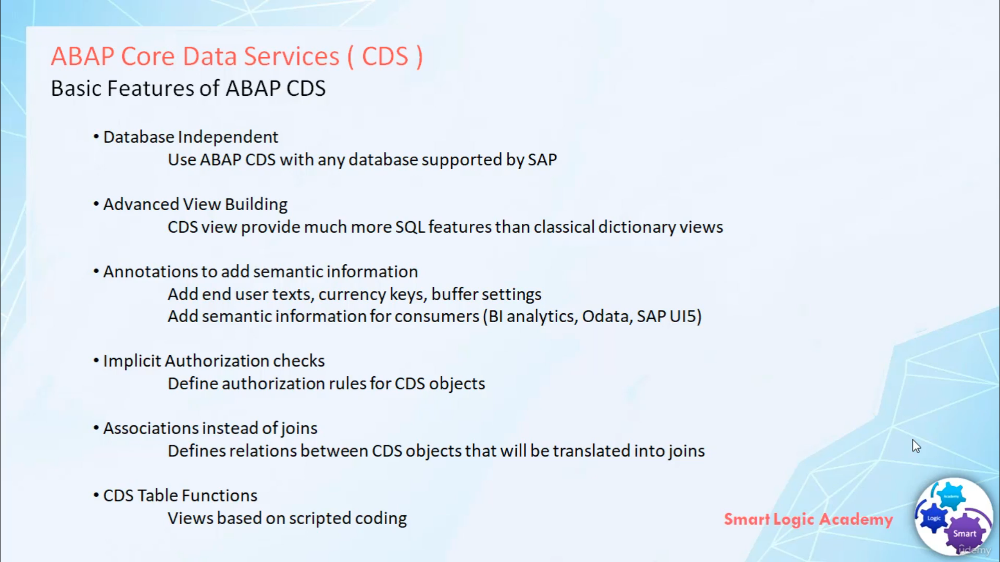 ABAP Core Data Services ( CDS )
Basic Features of ABAP CDS
• Database Independent
Use ABAP CDS with any database supported by SAP
• Advanced View Building
CDS view provide much more SQL features than classical dictionary views
• Annotations to add semantic information
Add end user texts, currency keys, buffer settings
Add semantic information for consumers (BI analytics, Odata, SAP UI5)
• Implicit Authorization checks
Define authorization rules for CDS objects
• Associations instead of joins
Defines relations between CDS objects that will be translated into joins
• CDS Table Functions
Views based on scripted coding
Smart Logic Academy
Academy
Logic
Smart
ûdemy